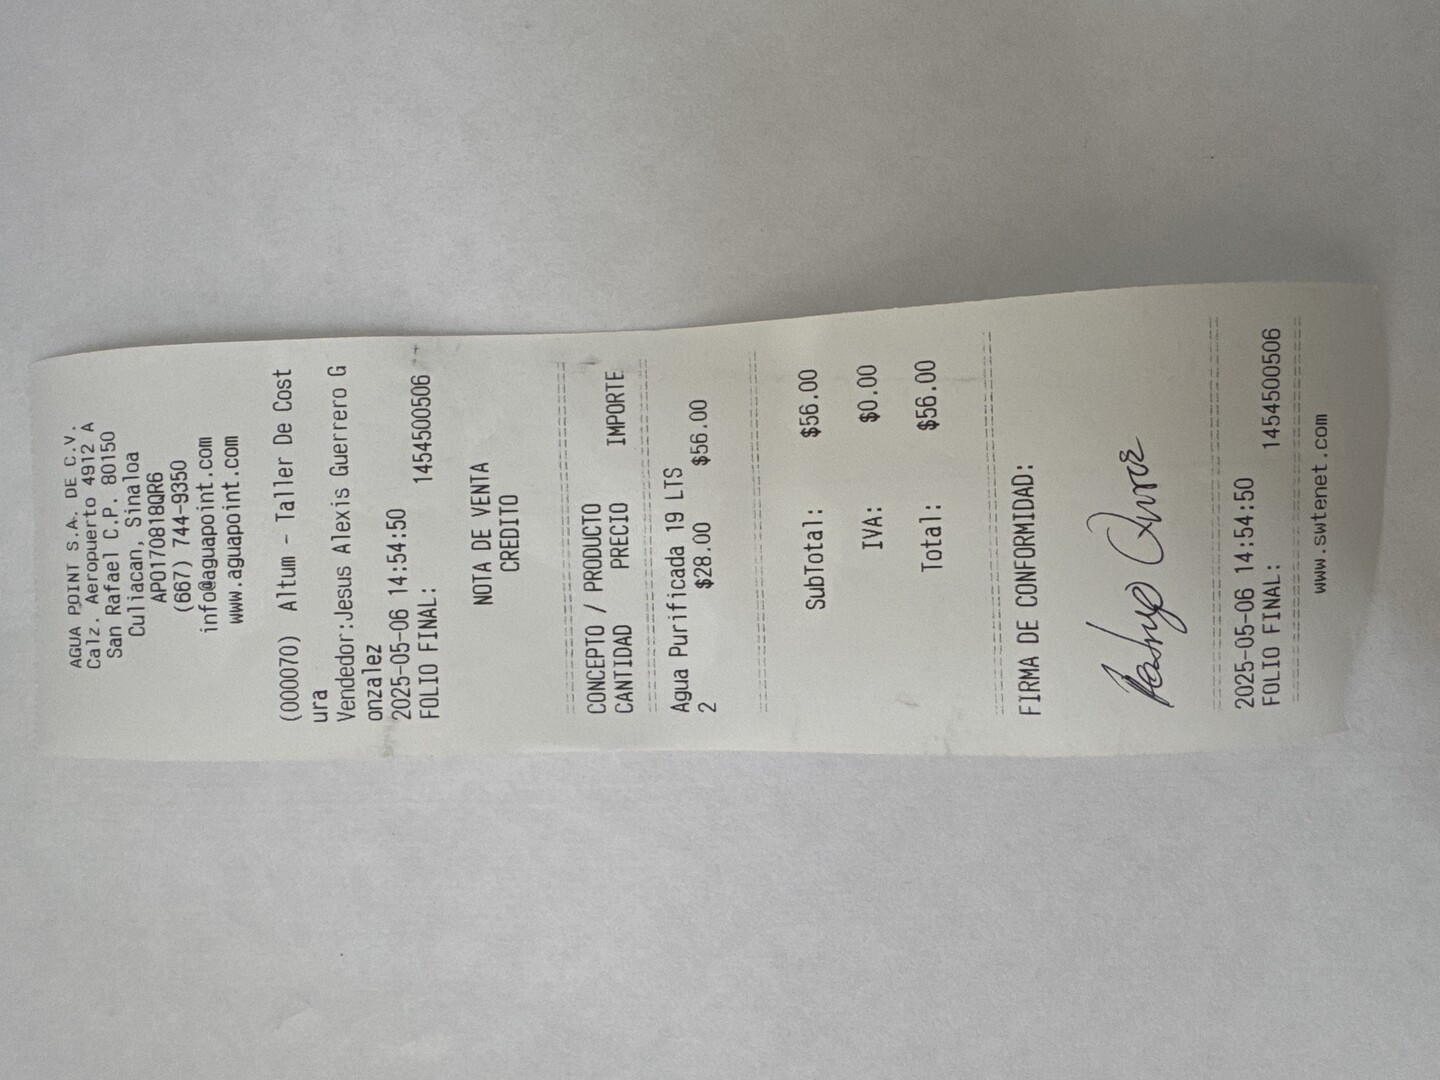 AGUA POINT S.A. DE C.V.
Calz. Aeropuerto 4912 A
San Rafael C.P. 80150
Culiacan, Sinaloa
APO170818QR6
(667) 744-9350
info@aguapoint.com
www.aguapoint.com
(000070) Altum - Taller De Cost
ura
Vendedor:Jesus Alexis Guerrero G
onzalez
2025-05-06 14:54:50
FOLIO FINAL: 1454500506
NOTA DE VENTA
CREDITO
CONCEPTO / PRODUCTO
CANTIDAD PRECIO IMPORTE
Agua Purificada 19 LTS
2 $28.00 $56.00
SubTotal: $56.00
IVA: $0.00
Total: $56.00
FIRMA DE CONFORMIDAD:
2025-05-06 14:54:50
FOLIO FINAL: 1454500506
www.swtenet.com